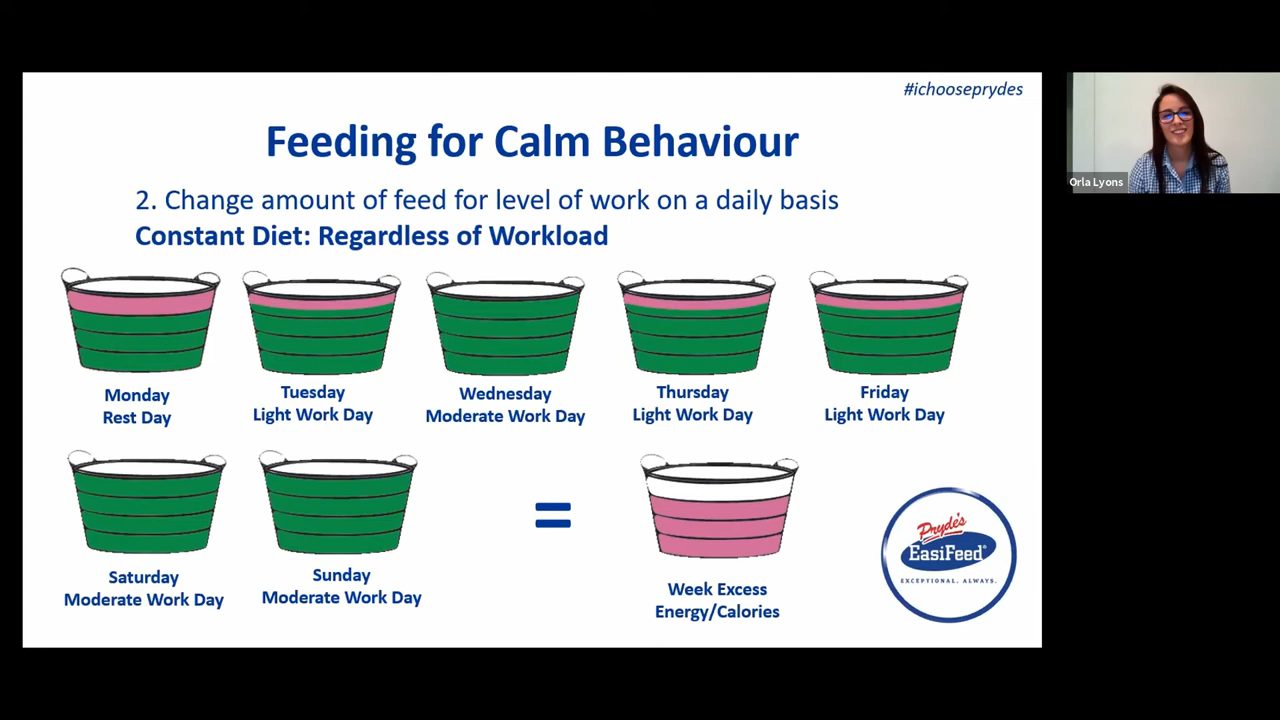 #ichooseprydes
Feeding for Calm Behaviour
Orla Lyons
2. Change amount of feed for level of work on a daily basis
Constant Diet: Regardless of Workload
Monday
Rest Day
Tuesday
Light Work Day
Wednesday
Moderate Work Day
Thursday
Light Work Day
Friday
Light Work Day
Saturday
Moderate Work Day
Sunday
Moderate Work Day
=
Week Excess
Energy/Calories
Pryde's
EasiFeed®
EXCEPTIONAL, ALWAYS.